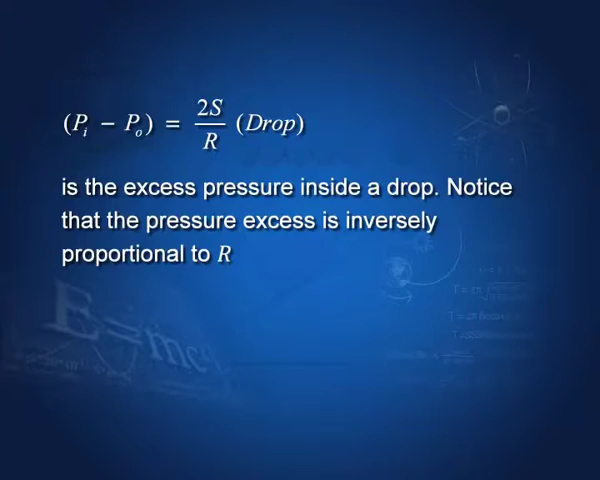 (Pᵢ − Pₒ) = 2S/R (Drop)
is the excess pressure inside a drop. Notice
that the pressure excess is inversely
proportional to R
E=mc